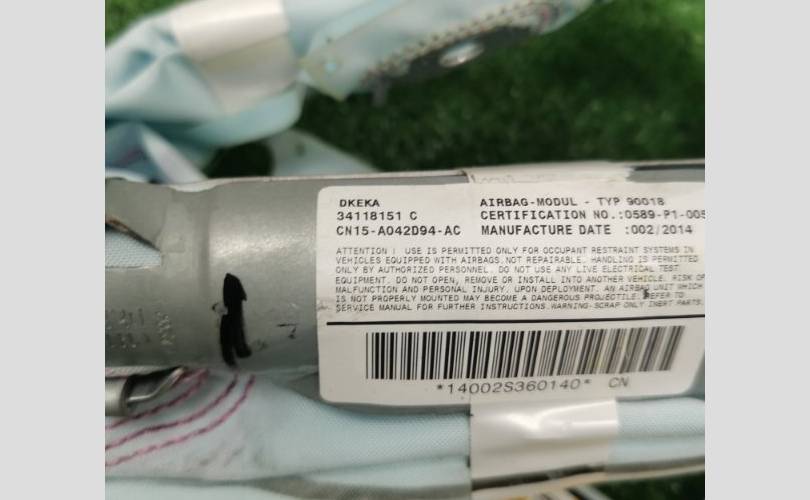 DKEKA AIRBAG-MODUL - TYP 90018
34118151 C CERTIFICATION NO.:0589-P1-005
CN15-A042D94-AC MANUFACTURE DATE :002/2014
ATTENTION ! USE IS PERMITTED ONLY FOR OCCUPANT RESTRAINT SYSTEMS IN
VEHICLES EQUIPPED WITH AIRBAGS.NOT REPAIRABLE. HANDLING IS PERMITTED
ONLY BY AUTHORIZED PERSONNEL. DO NOT USE ANY LIVE ELECTRICAL TEST
EQUIPMENT. DO NOT OPEN, REMOVE OR INSTALL INTO ANOTHER VEHICLE. RISK OF
MALFUNCTION AND PERSONAL INJURY. UPON DEPLOYMENT. AN AIRBAG UNIT WHICH
IS NOT PROPERLY MOUNTED MAY BECOME A DANGEROUS PROJECTILE. REFER TO
SERVICE MANUAL FOR FURTHER INSTRUCTIONS.WARNING-SCRAP ONLY INERT PARTS.
*14002S360140* CN